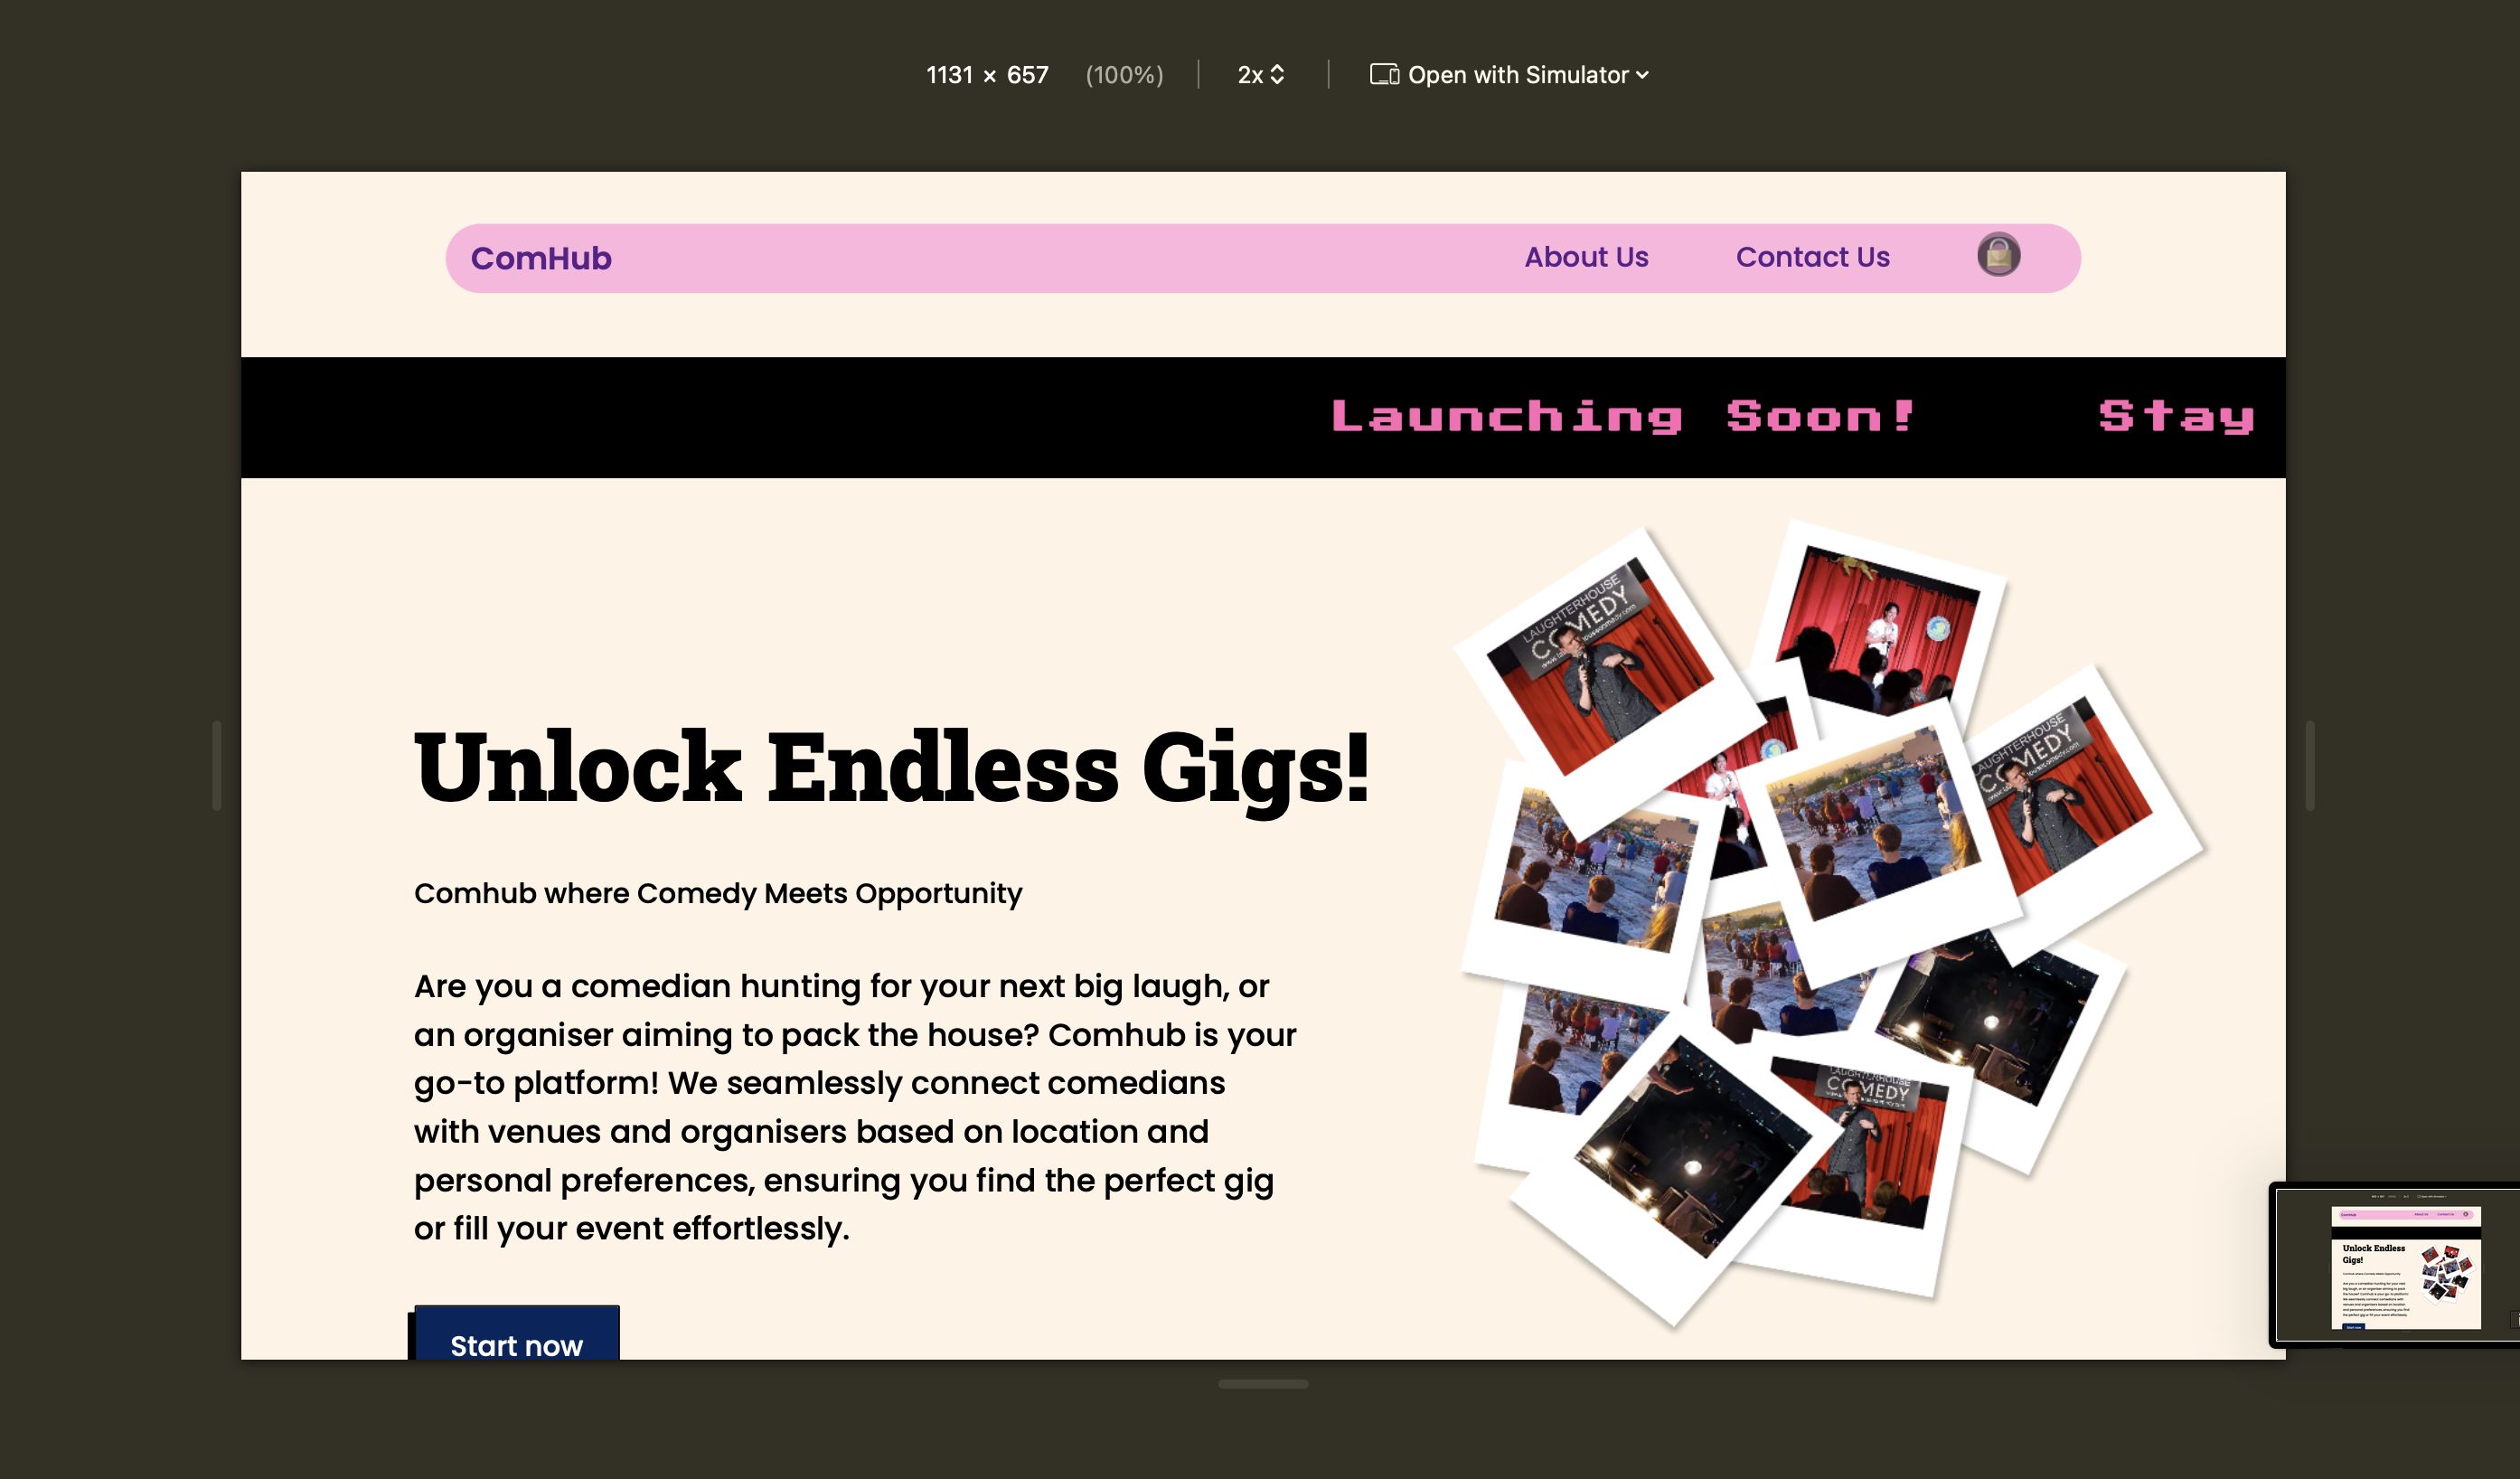 1131 × 657 (100%) 2x Open with Simulator
ComHub About Us Contact Us
Launching Soon! Stay
LAUGHTERHOUSE
COMEDY
LAUGHTERHOUSE
COMEDY
Unlock Endless Gigs!
Comhub where Comedy Meets Opportunity
Are you a comedian hunting for your next big laugh, or
an organiser aiming to pack the house? Comhub is your
go-to platform! We seamlessly connect comedians
with venues and organisers based on location and
personal preferences, ensuring you find the perfect gig
or fill your event effortlessly.
LAUGHTERHOUSE
COMEDY
Start now
Unlock Endless
Gigs!